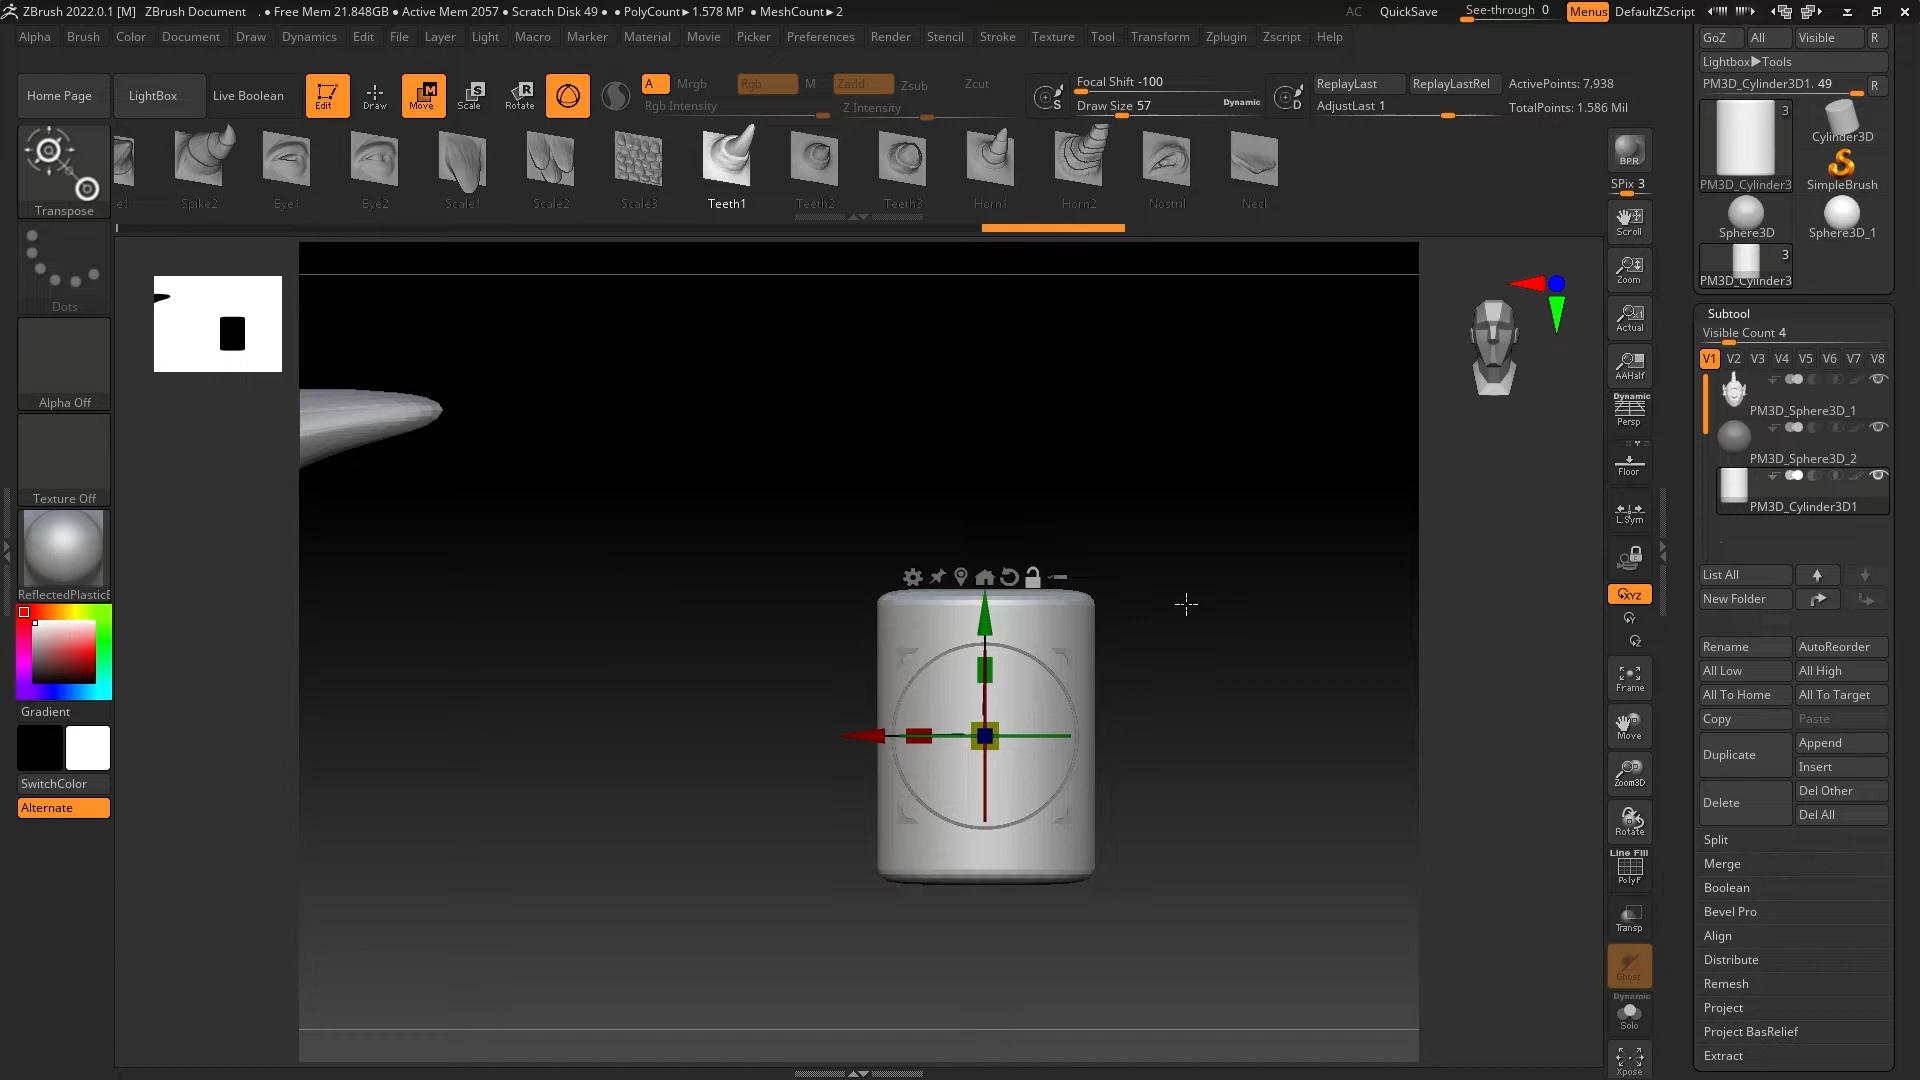 ZBrush 2022.0.1 [M] ZBrush Document . • Free Mem 21.848GB • Active Mem 2057 • Scratch Disk 49 • • PolyCount► 1.578 MP • MeshCount► 2 AC QuickSave See-through 0 Menus DefaultZScript
Alpha Brush Color Document Draw Dynamics Edit File Layer Light Macro Marker Material Movie Picker Preferences Render Stencil Stroke Texture Tool Transform Zplugin Zscript Help
Home Page LightBox Live Boolean Edit Draw Move Scale Rotate
A Mrgb Rgb M Zadd Zsub Zcut
Rgb Intensity Z Intensity
Focal Shift -100
Draw Size 57 Dynamic
S D
ReplayLast ReplayLastRel
AdjustLast 1
ActivePoints: 7,938
TotalPoints: 1.586 Mil
Spike2 Eye1 Eye2 Scale1 Scale2 Scale3 Teeth1 Teeth2 Teeth3 Horn1 Horn2 Nostril Neck
Transpose
Dots
Alpha Off
Texture Off
ReflectedPlasticE
Gradient
SwitchColor
Alternate
BPR
SPix 3
Scroll
Zoom
Actual
AAHalf
Dynamic
Persp
Floor
L.Sym
XYZ
Y
Z
Frame
Move
Zoom3D
Rotate
Line Fill
PolyF
Transp
Ghost
Dynamic
Solo
Xpose
GoZ All Visible R
Lightbox►Tools
PM3D_Cylinder3D1. 49 R
3
PM3D_Cylinder3
Cylinder3D
SimpleBrush
Sphere3D Sphere3D_1
3
PM3D_Cylinder3
Subtool
Visible Count 4
V1 V2 V3 V4 V5 V6 V7 V8
PM3D_Sphere3D_1
PM3D_Sphere3D_2
PM3D_Cylinder3D1
List All
New Folder
Rename AutoReorder
All Low All High
All To Home All To Target
Copy Paste
Duplicate Append
Insert
Delete Del Other
Del All
Split
Merge
Boolean
Bevel Pro
Align
Distribute
Remesh
Project
Project BasRelief
Extract